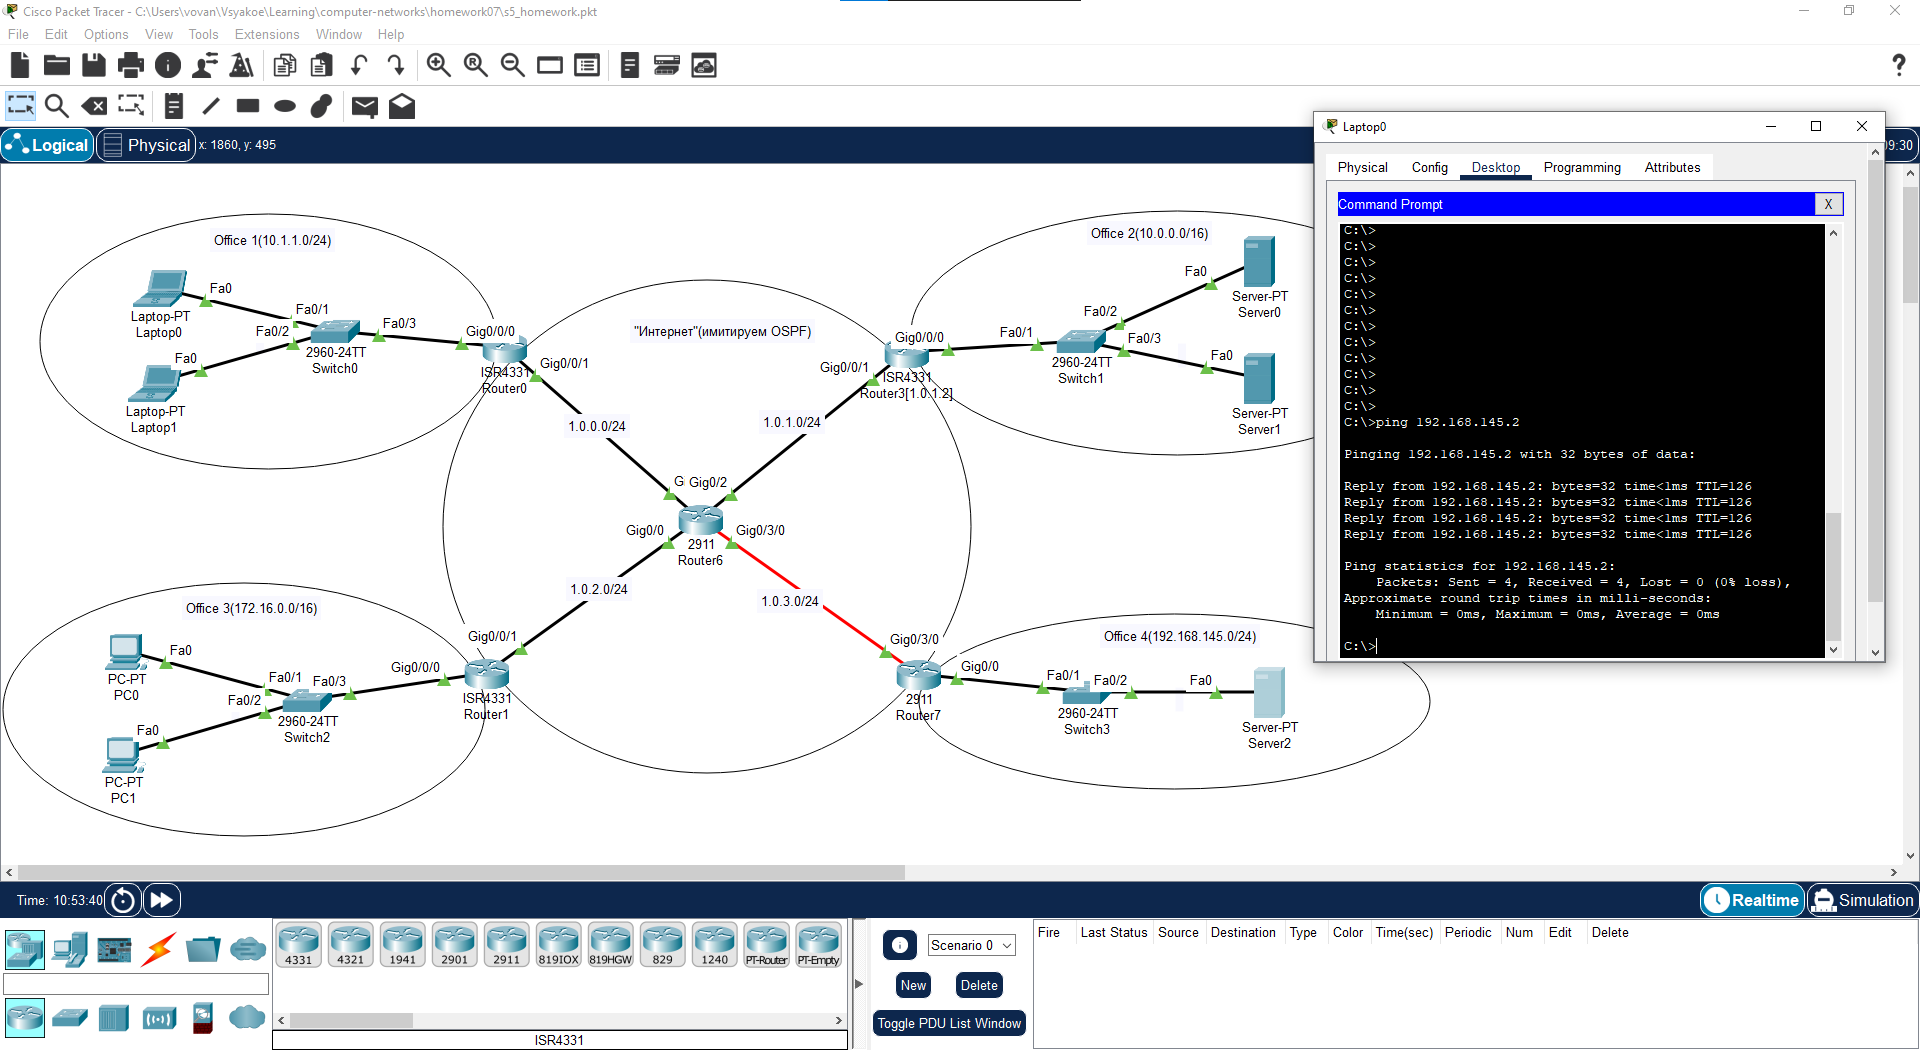 Cisco Packet Tracer - C:\Users\vovan\Vsyakoe\Learning\computer-networks\homework07\s5_homework.pkt
File Edit Options View Tools Extensions Window Help
?
Logical Physical x: 1860, y: 495
09:30
Office 1(10.1.1.0/24)
Fa0
Laptop-PT
Laptop0
Fa0/1
Fa0/2
Fa0/3
2960-24TT
Switch0
Fa0
Laptop-PT
Laptop1
Gig0/0/0
Gig0/0/1
ISR4331
Router0
"Интернет"(имитируем OSPF)
1.0.0.0/24
1.0.1.0/24
Office 2(10.0.0.0/16)
Gig0/0/0
Gig0/0/1
ISR4331
Router3[1.0.1.2]
Fa0/1
Fa0/2
Fa0/3
2960-24TT
Switch1
Fa0
Server-PT
Server0
Fa0
Server-PT
Server1
G Gig0/2
Gig0/0
Gig0/3/0
2911
Router6
1.0.2.0/24
1.0.3.0/24
Office 3(172.16.0.0/16)
Fa0
PC-PT
PC0
Fa0/1
Fa0/2
Fa0/3
2960-24TT
Switch2
Fa0
PC-PT
PC1
Gig0/0/0
Gig0/0/1
ISR4331
Router1
Office 4(192.168.145.0/24)
Gig0/3/0
Gig0/0
2911
Router7
Fa0/1
Fa0/2
2960-24TT
Switch3
Fa0
Server-PT
Server2
Laptop0
Physical Config Desktop Programming Attributes
Command Prompt X
C:\>
C:\>
C:\>
C:\>
C:\>
C:\>
C:\>
C:\>
C:\>
C:\>
C:\>
C:\>
C:\>ping 192.168.145.2
Pinging 192.168.145.2 with 32 bytes of data:
Reply from 192.168.145.2: bytes=32 time<1ms TTL=126
Reply from 192.168.145.2: bytes=32 time<1ms TTL=126
Reply from 192.168.145.2: bytes=32 time<1ms TTL=126
Reply from 192.168.145.2: bytes=32 time<1ms TTL=126
Ping statistics for 192.168.145.2:
Packets: Sent = 4, Received = 4, Lost = 0 (0% loss),
Approximate round trip times in milli-seconds:
Minimum = 0ms, Maximum = 0ms, Average = 0ms
C:\>
Time: 10:53:40
Realtime Simulation
4331 4321 1941 2901 2911 819IOX 819HGW 829 1240 PT-Router PT-Empty
ISR4331
Scenario 0
New Delete
Toggle PDU List Window
Fire Last Status Source Destination Type Color Time(sec) Periodic Num Edit Delete